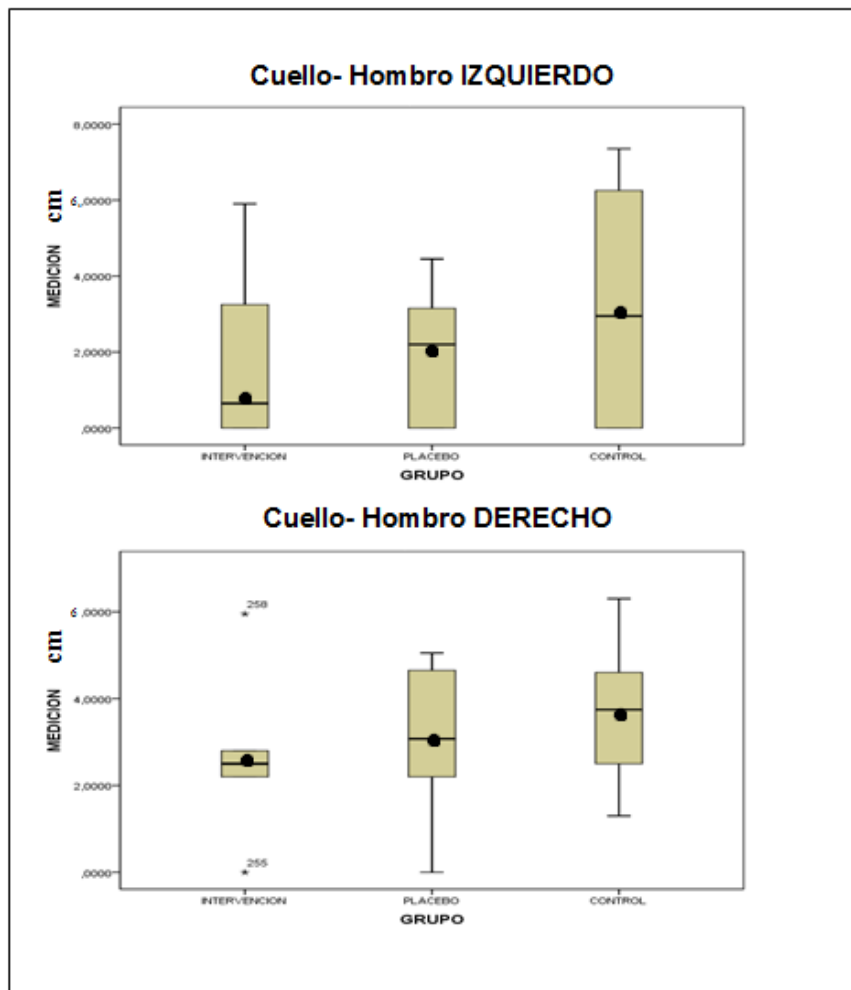 Cuello- Hombro IZQUIERDO
8,0000
6,0000
4,0000
2,0000
,0000
MEDICION cm
INTERVENCION PLACEBO CONTROL
GRUPO
Cuello- Hombro DERECHO
6 ,0000
4,0000
2,0000
,0000
MEDICION cm
258
255
INTERVENCION PLACEBO CONTROL
GRUPO